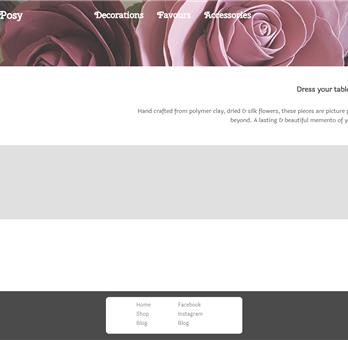 Posy
Decorations Favours Accessories
Dress your tabl
Hand crafted from polymer clay, dried & silk flowers, these pieces are picture
beyond. A lasting & beautiful memento of y
Home Facebook
Shop Instagram
Blog Blog